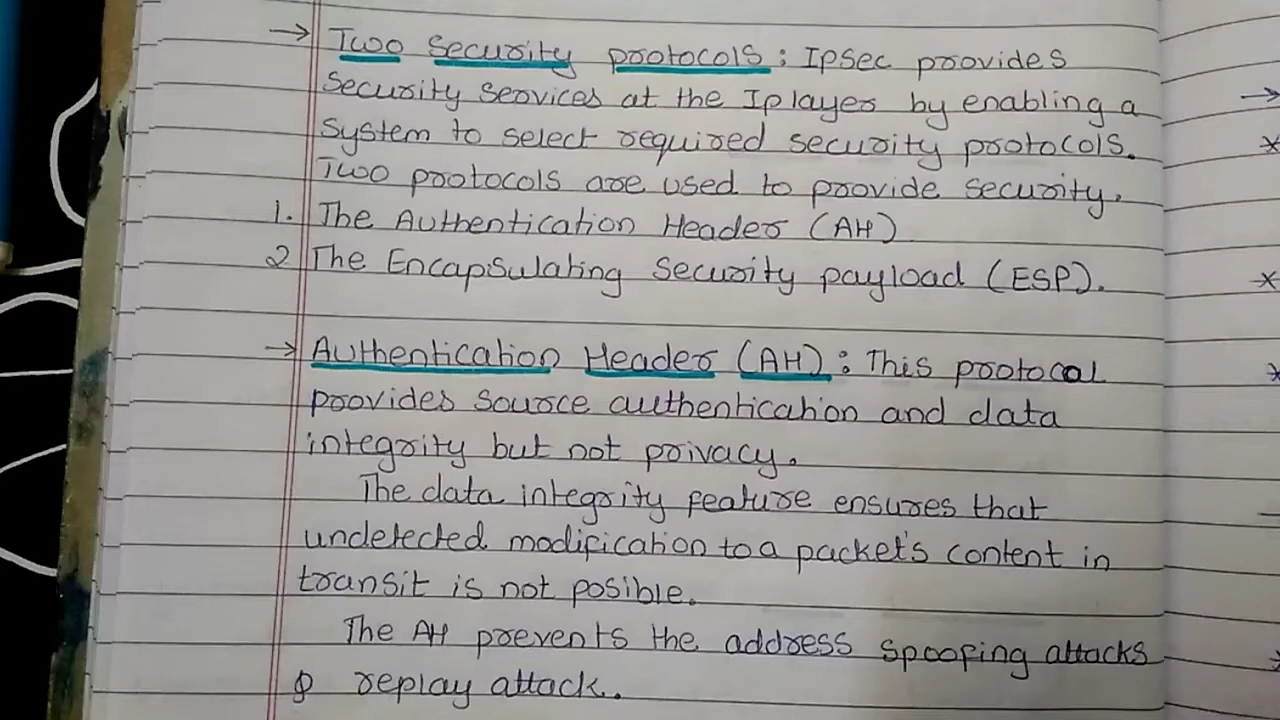 → Two Security protocols : Ipsec provides
Security Services at the Iplayer by enabling a
System to select required security protocols.
Two protocols are used to provide security.
1. The Authentication Header (AH)
2 The Encapsulating Security payload (ESP).
→ Authentication Header (AH) : This protocol
provides source authentication and data
integrity but not privacy.
The data integrity feature ensures that
undetected modification to a packet's content in
transit is not posible.
The AH prevents the address spoofing attacks
& replay attack.